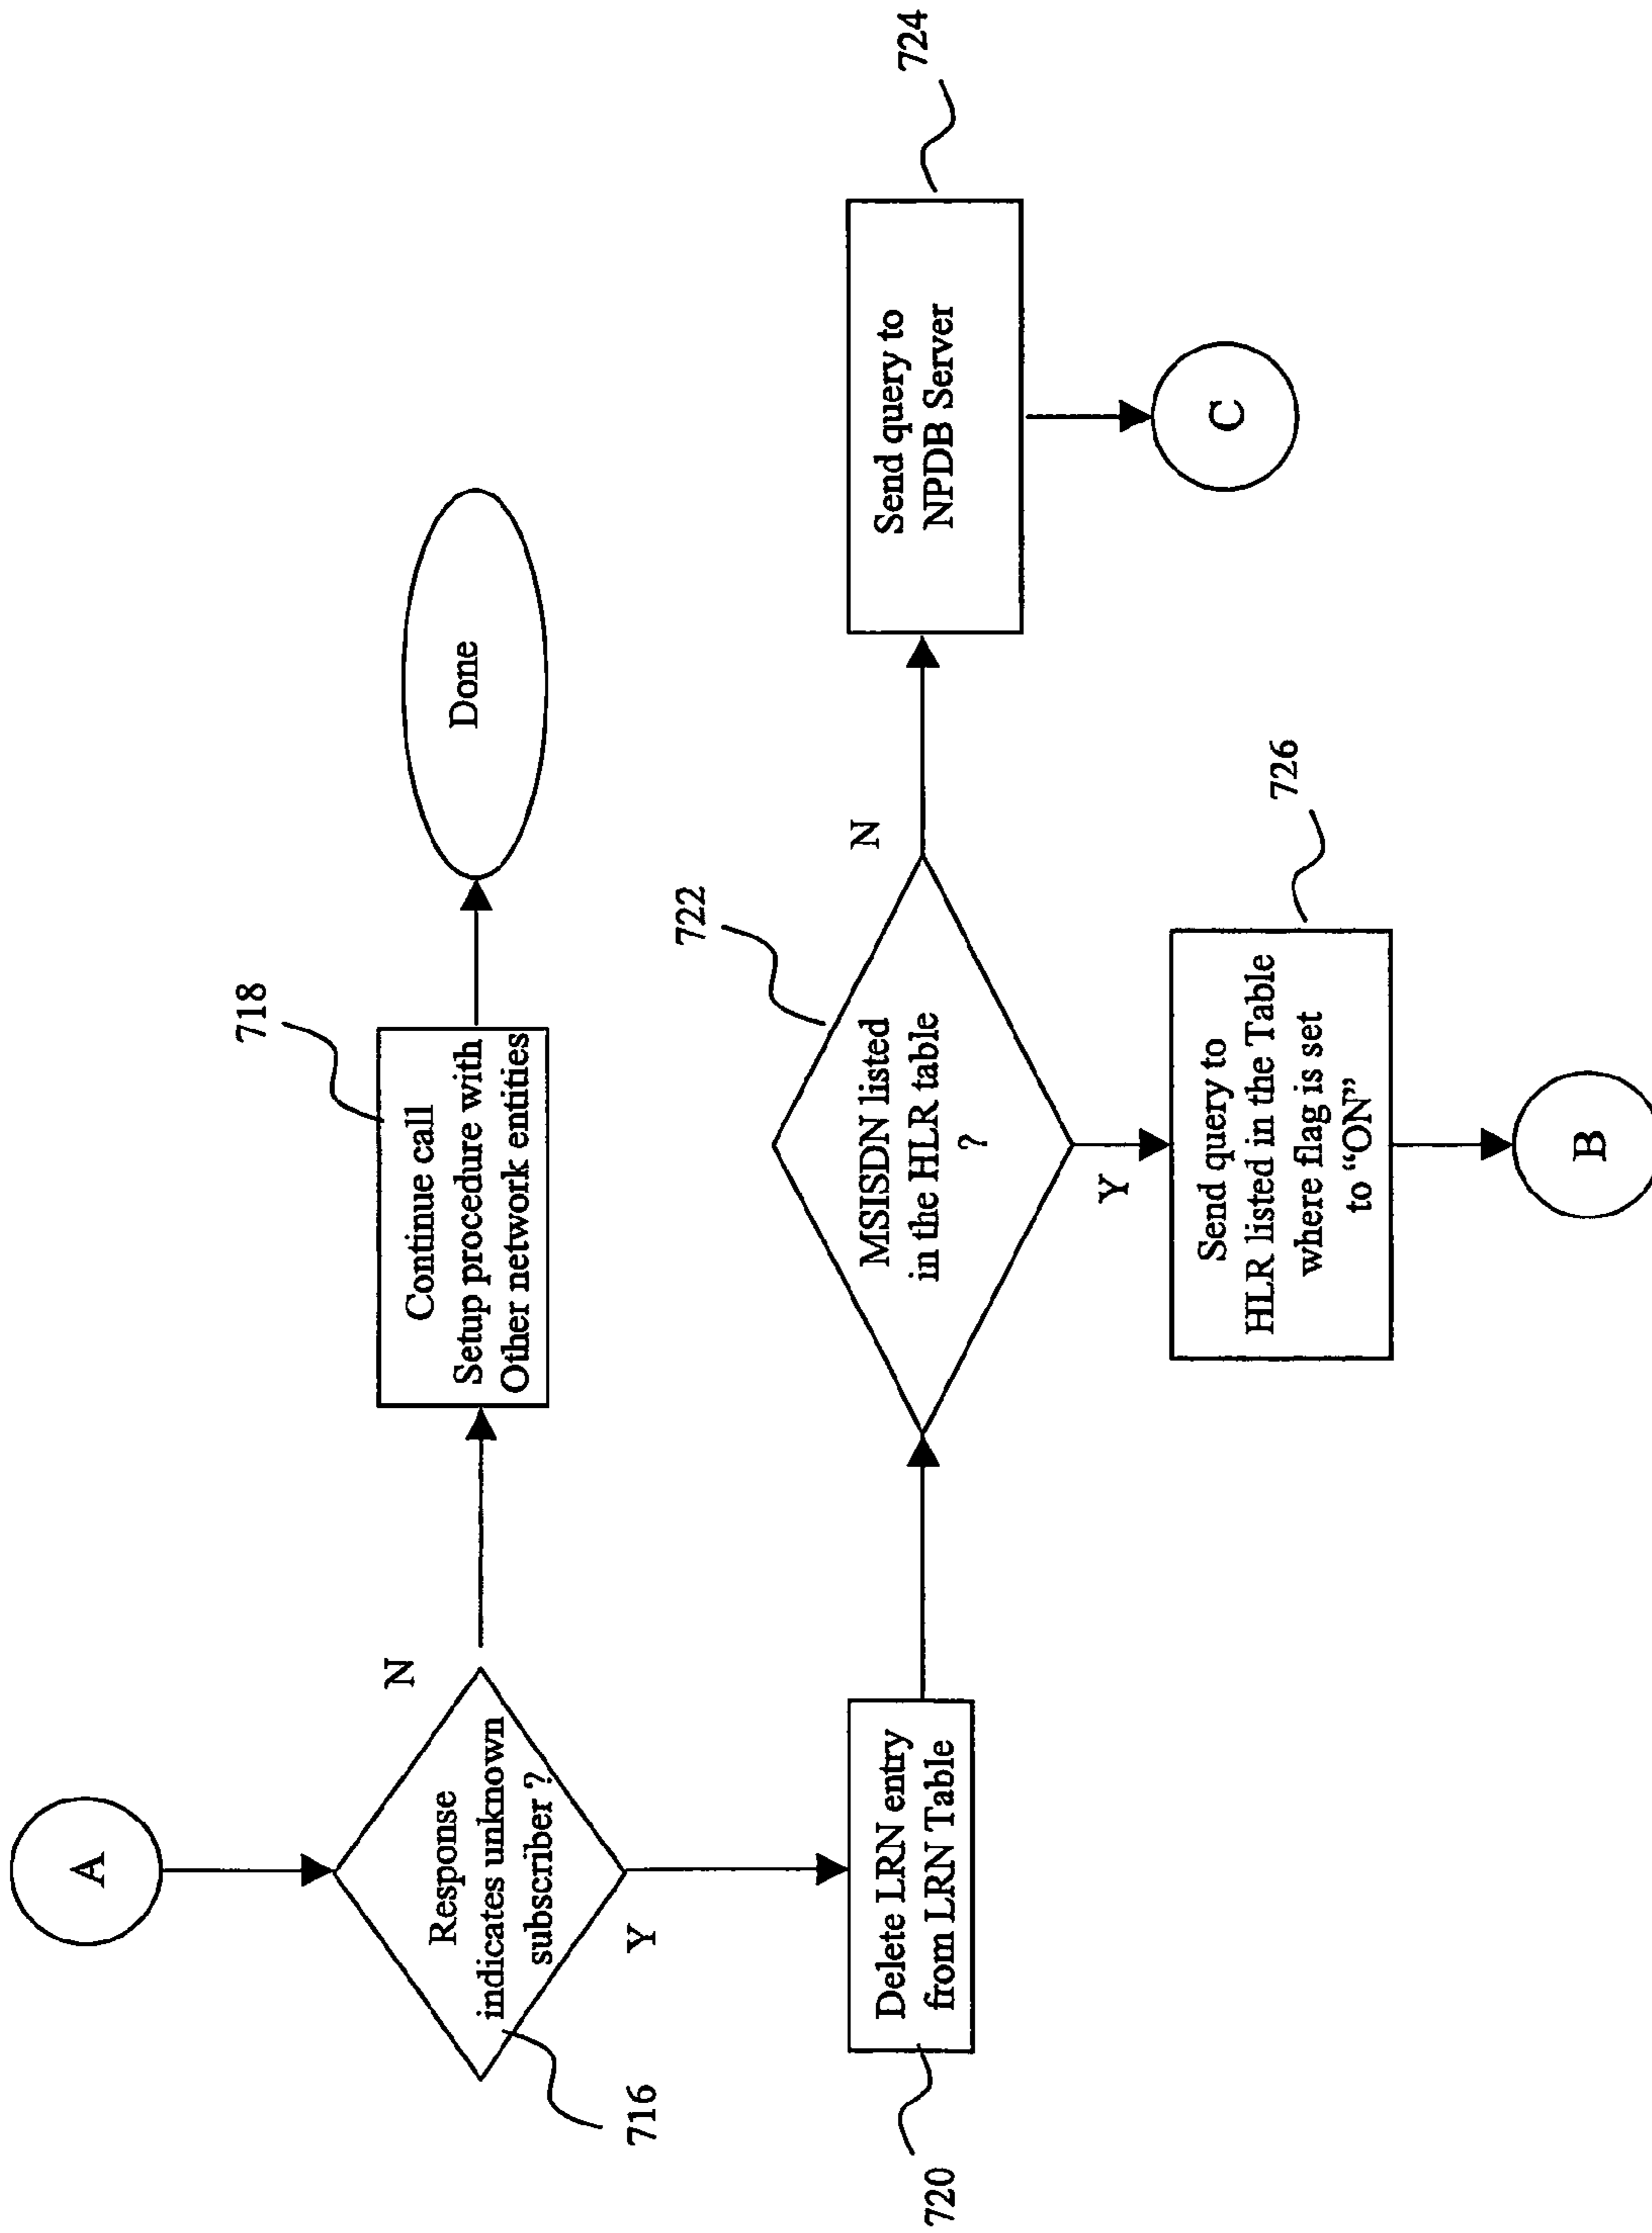 A
Response
indicates unknown
subscriber ?
716
N
Y
718
Continue call
Setup procedure with
Other network entities
Done
Delete LRN entry
from LRN Table
720
722
MSISDN listed
in the HLR table
?
N
Y
724
Send query to
NPDB Server
C
726
Send query to
HLR listed in the Table
where flag is set
to “ON”
B